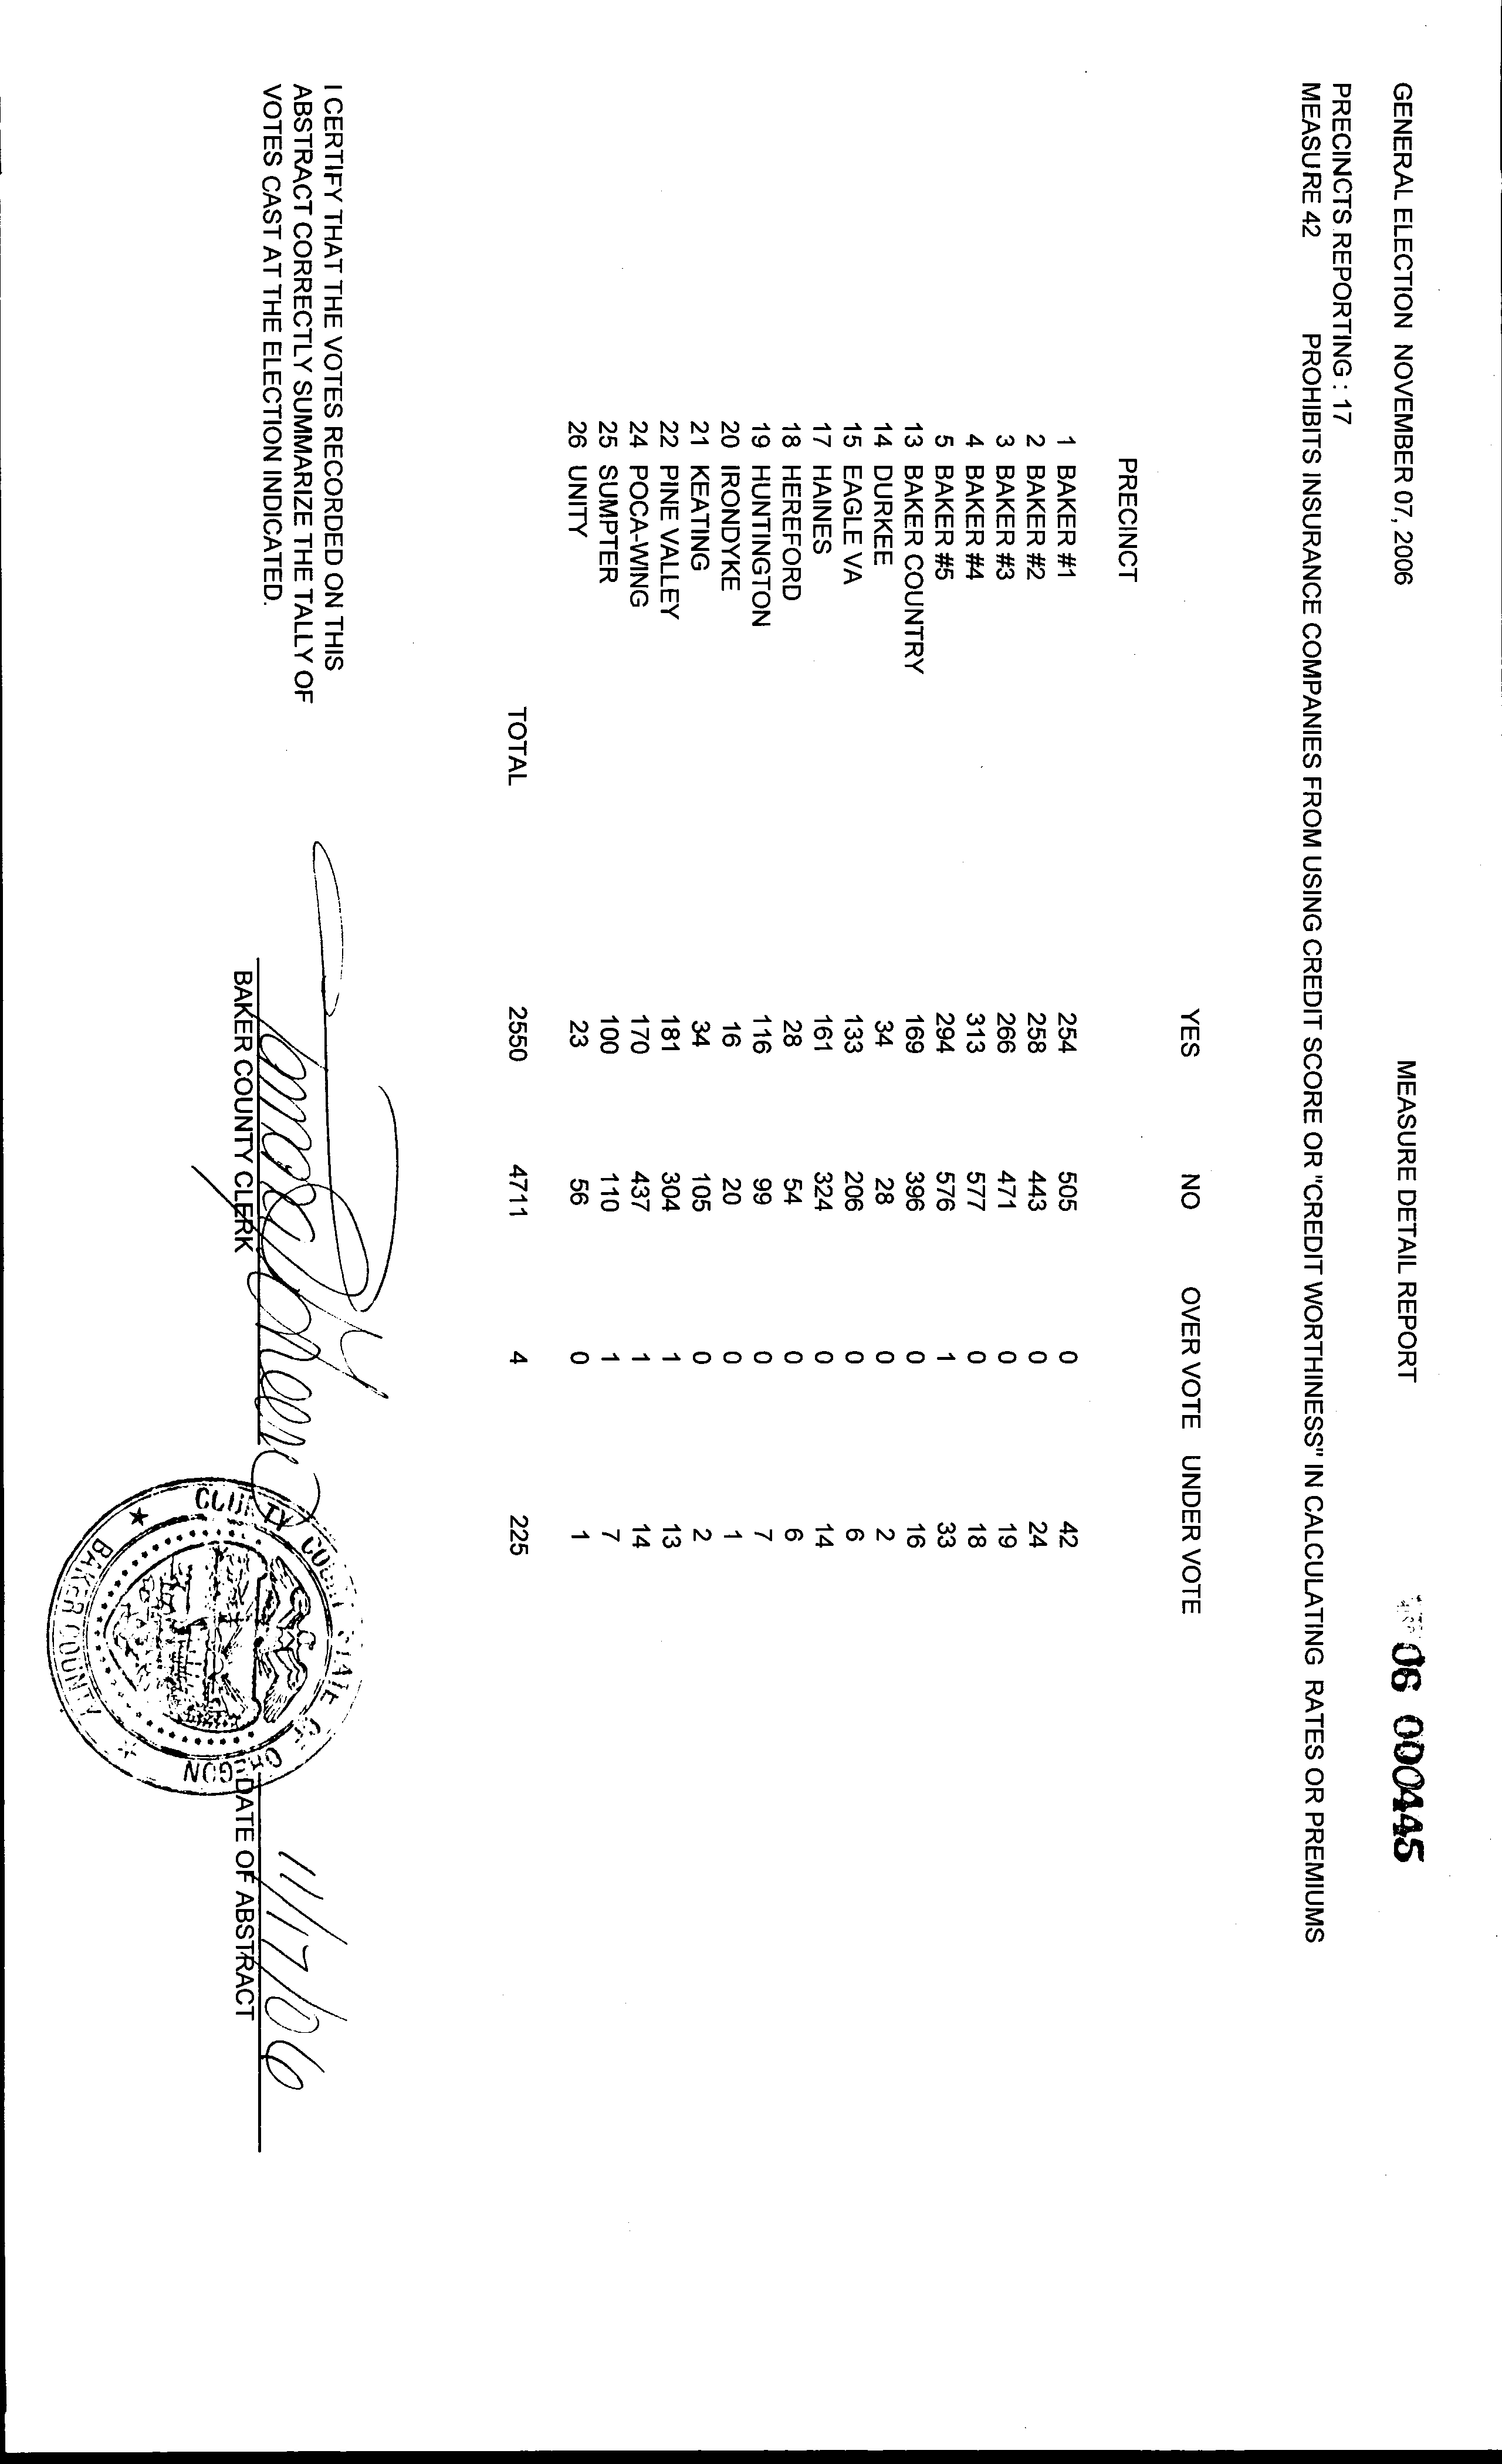 GENERAL ELECTION NOVEMBER 07, 2006 MEASURE DETAIL REPORT 06 000445
PRECINCTS REPORTING : 17
MEASURE 42 PROHIBITS INSURANCE COMPANIES FROM USING CREDIT SCORE OR "CREDIT WORTHINESS" IN CALCULATING RATES OR PREMIUMS
YES NO OVER VOTE UNDER VOTE
PRECINCT
1 BAKER #1 254 505 0 42
2 BAKER #2 258 443 0 24
3 BAKER #3 266 471 0 19
4 BAKER #4 313 577 0 18
5 BAKER #5 294 576 1 33
13 BAKER COUNTRY 169 396 0 16
14 DURKEE 34 28 0 2
15 EAGLE VA 133 206 0 6
17 HAINES 161 324 0 14
18 HEREFORD 28 54 0 6
19 HUNTINGTON 116 99 0 7
20 IRONDYKE 16 20 0 1
21 KEATING 34 105 0 2
22 PINE VALLEY 181 304 1 13
24 POCA-WING 170 437 1 14
25 SUMPTER 100 110 1 7
26 UNITY 23 56 0 1
TOTAL 2550 4711 4 225
I CERTIFY THAT THE VOTES RECORDED ON THIS
ABSTRACT CORRECTLY SUMMARIZE THE TALLY OF
VOTES CAST AT THE ELECTION INDICATED.
11/17/06
BAKER COUNTY CLERK DATE OF ABSTRACT
COUNTY COURT STATE OF OREGON
★ BAKER COUNTY ★